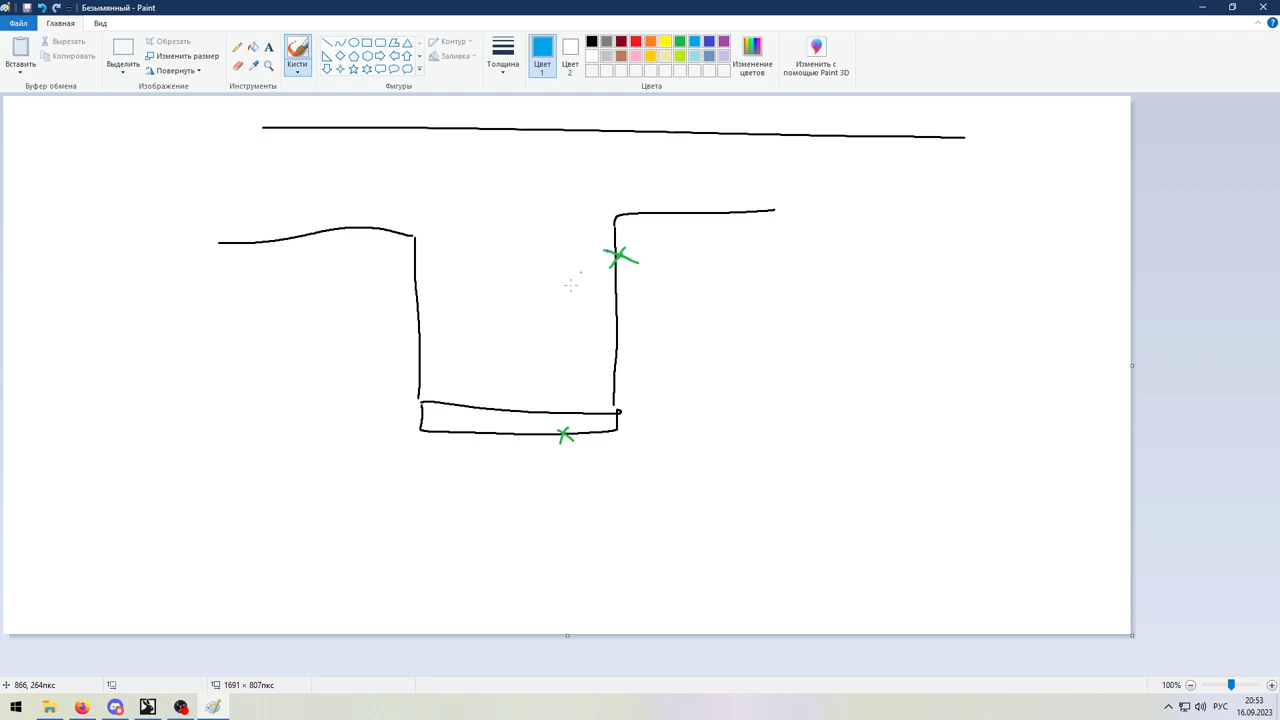 Безымянный - Paint
Файл Главная Вид
Вставить
Вырезать
Копировать
Буфер обмена
Выделить
Обрезать
Изменить размер
Повернуть
Изображение
A
Инструменты
Контур
Заливка
Фигуры
Кисти
Толщина
Цвет
1
Цвет
2
Цвета
Изменение
цветов
Изменить с
помощью Paint 3D
866, 264пкс
1691 × 807пкс
100%
РУС
20:53
16.09.2023